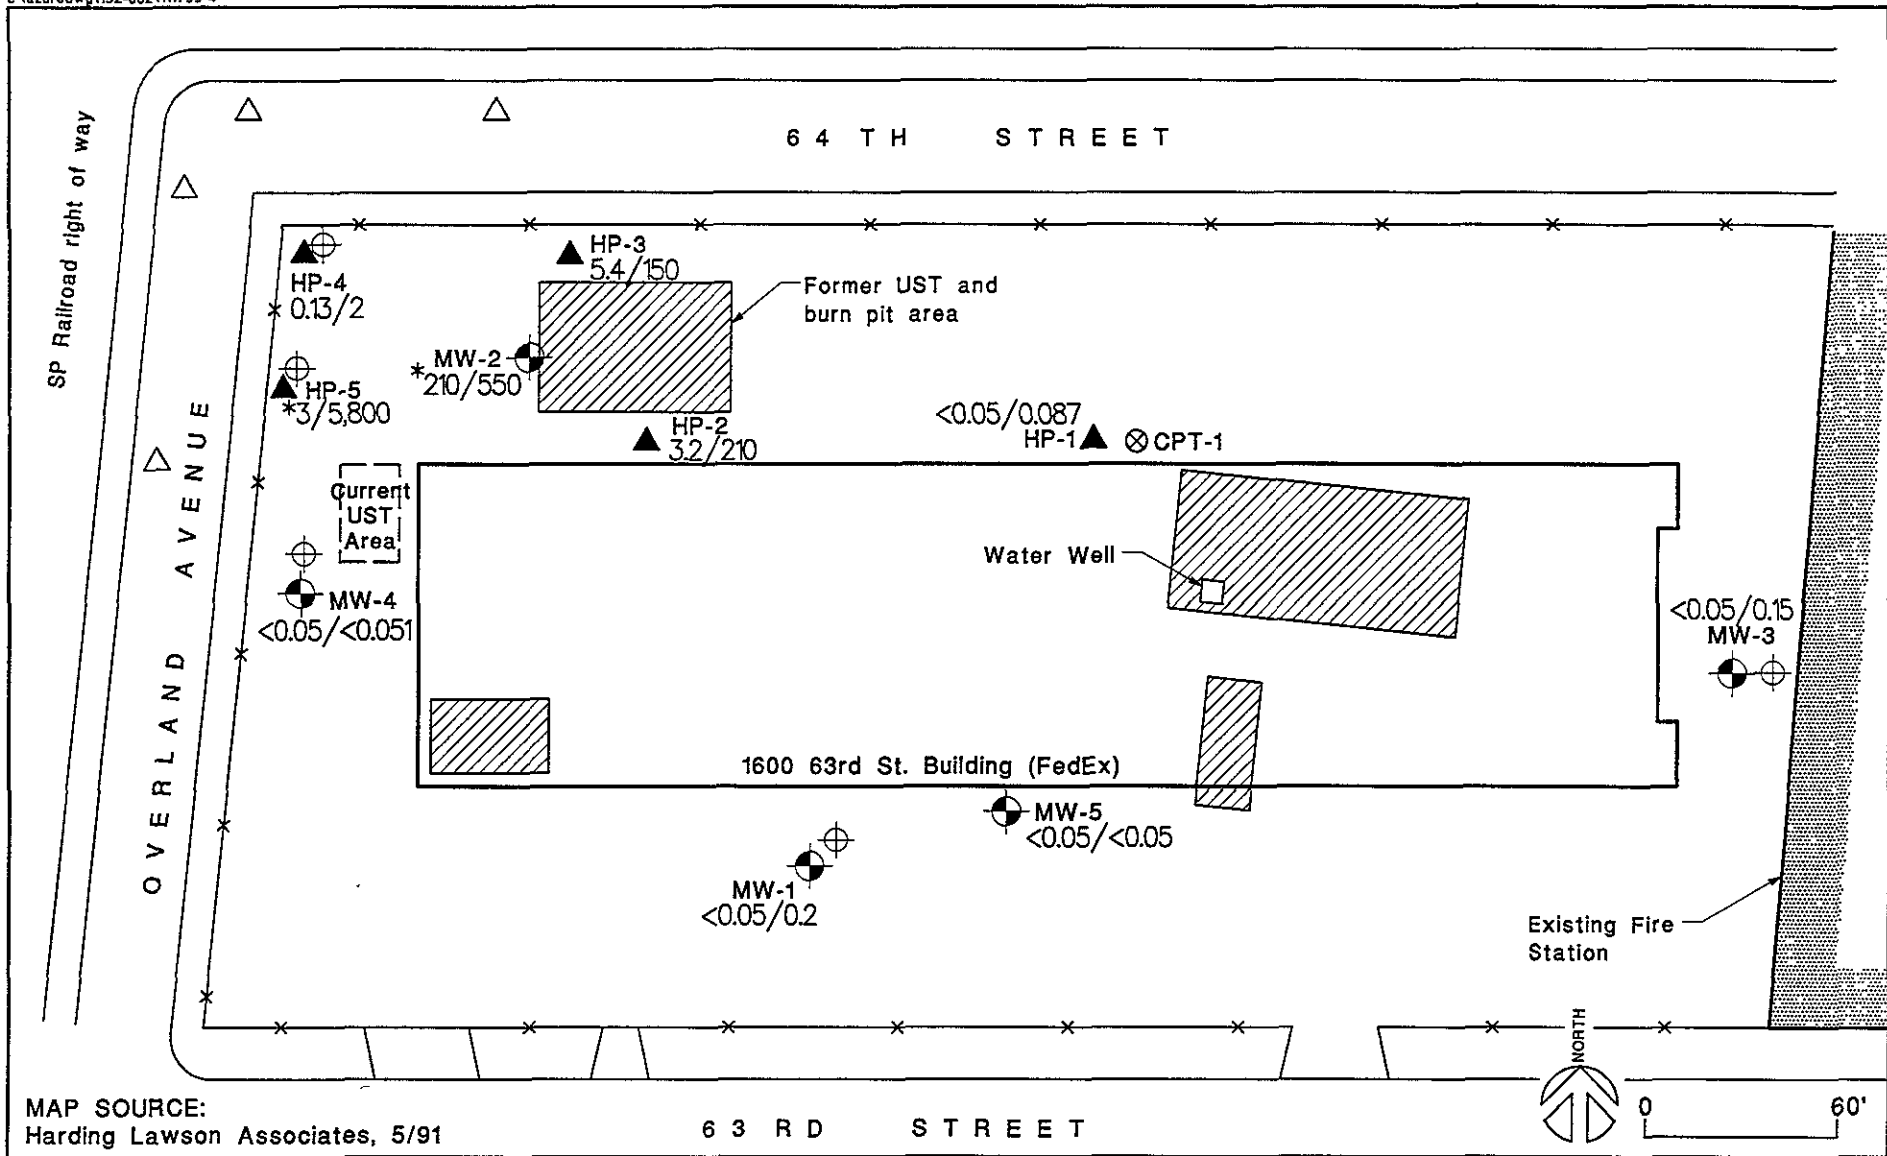 64 TH STREET
SP Railroad right of way
HP-3
5.4/150
HP-4
0.13/2
Former UST and
burn pit area
MW-2
*210/550
HP-5
*3/5,800
HP-2
3.2/210
<0.05/0.087
HP-1
CPT-1
OVERLAND AVENUE
Current
UST
Area
Water Well
MW-4
<0.05/<0.051
<0.05/0.15
MW-3
1600 63rd St. Building (FedEx)
MW-5
<0.05/<0.05
MW-1
<0.05/0.2
Existing Fire
Station
NORTH
0 60'
MAP SOURCE:
Harding Lawson Associates, 5/91
63 RD STREET